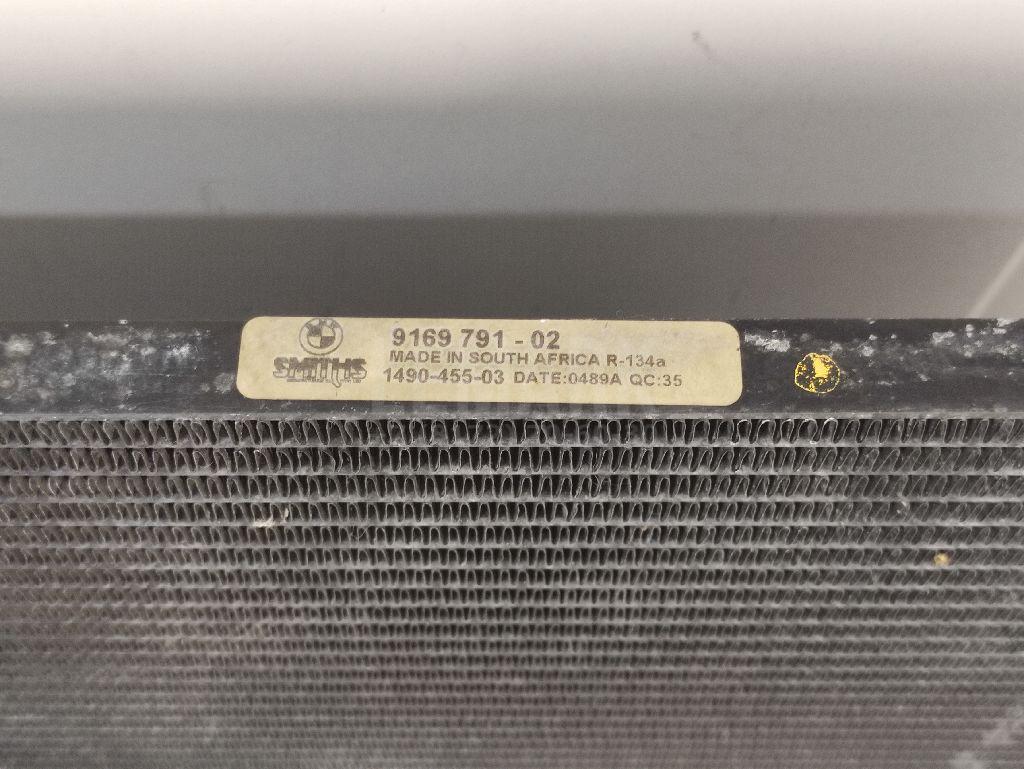 9169 791 - 02
SMITHS
MADE IN SOUTH AFRICA R-134a
1490-455-03 DATE:0489A QC:35